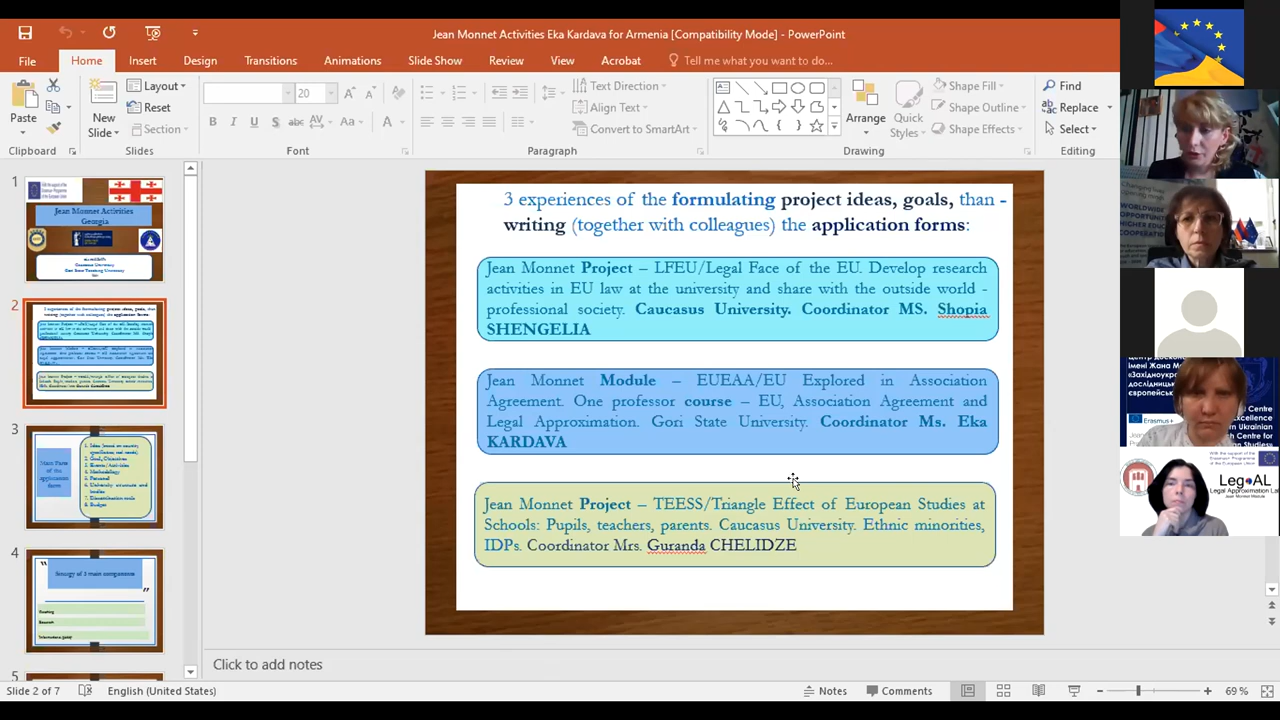 Jean Monnet Activities Eka Kardava for Armenia [Compatibility Mode] - PowerPoint
File
Home
Insert
Design
Transitions
Animations
Slide Show
Review
View
Acrobat
Tell me what you want to do...
Paste
Clipboard
New
Slide
Layout
Reset
Section
Slides
20
Font
Text Direction
Align Text
Convert to SmartArt
Paragraph
Arrange
Quick
Styles
Shape Fill
Shape Outline
Shape Effects
Drawing
Find
Replace
Select
Editing
1
Jean Monnet Activities
Georgia
2
3
Main Parts
of the
application
form
4
5
3 experiences of the formulating project ideas, goals, than -
writing (together with colleagues) the application forms:
Jean Monnet Project – LFEU/Legal Face of the EU. Develop research
activities in EU law at the university and share with the outside world -
professional society. Caucasus University. Coordinator MS. Shopia
SHENGELIA
Jean Monnet Module – EUEAA/EU Explored in Association
Agreement. One professor course – EU, Association Agreement and
Legal Approximation. Gori State University. Coordinator Ms. Eka
KARDAVA
Jean Monnet Project – TEESS/Triangle Effect of European Studies at
Schools: Pupils, teachers, parents. Caucasus University. Ethnic minorities,
IDPs. Coordinator Mrs. Guranda CHELIDZE
Click to add notes
Slide 2 of 7
English (United States)
Notes
Comments
69 %
Erasmus+
LegAL